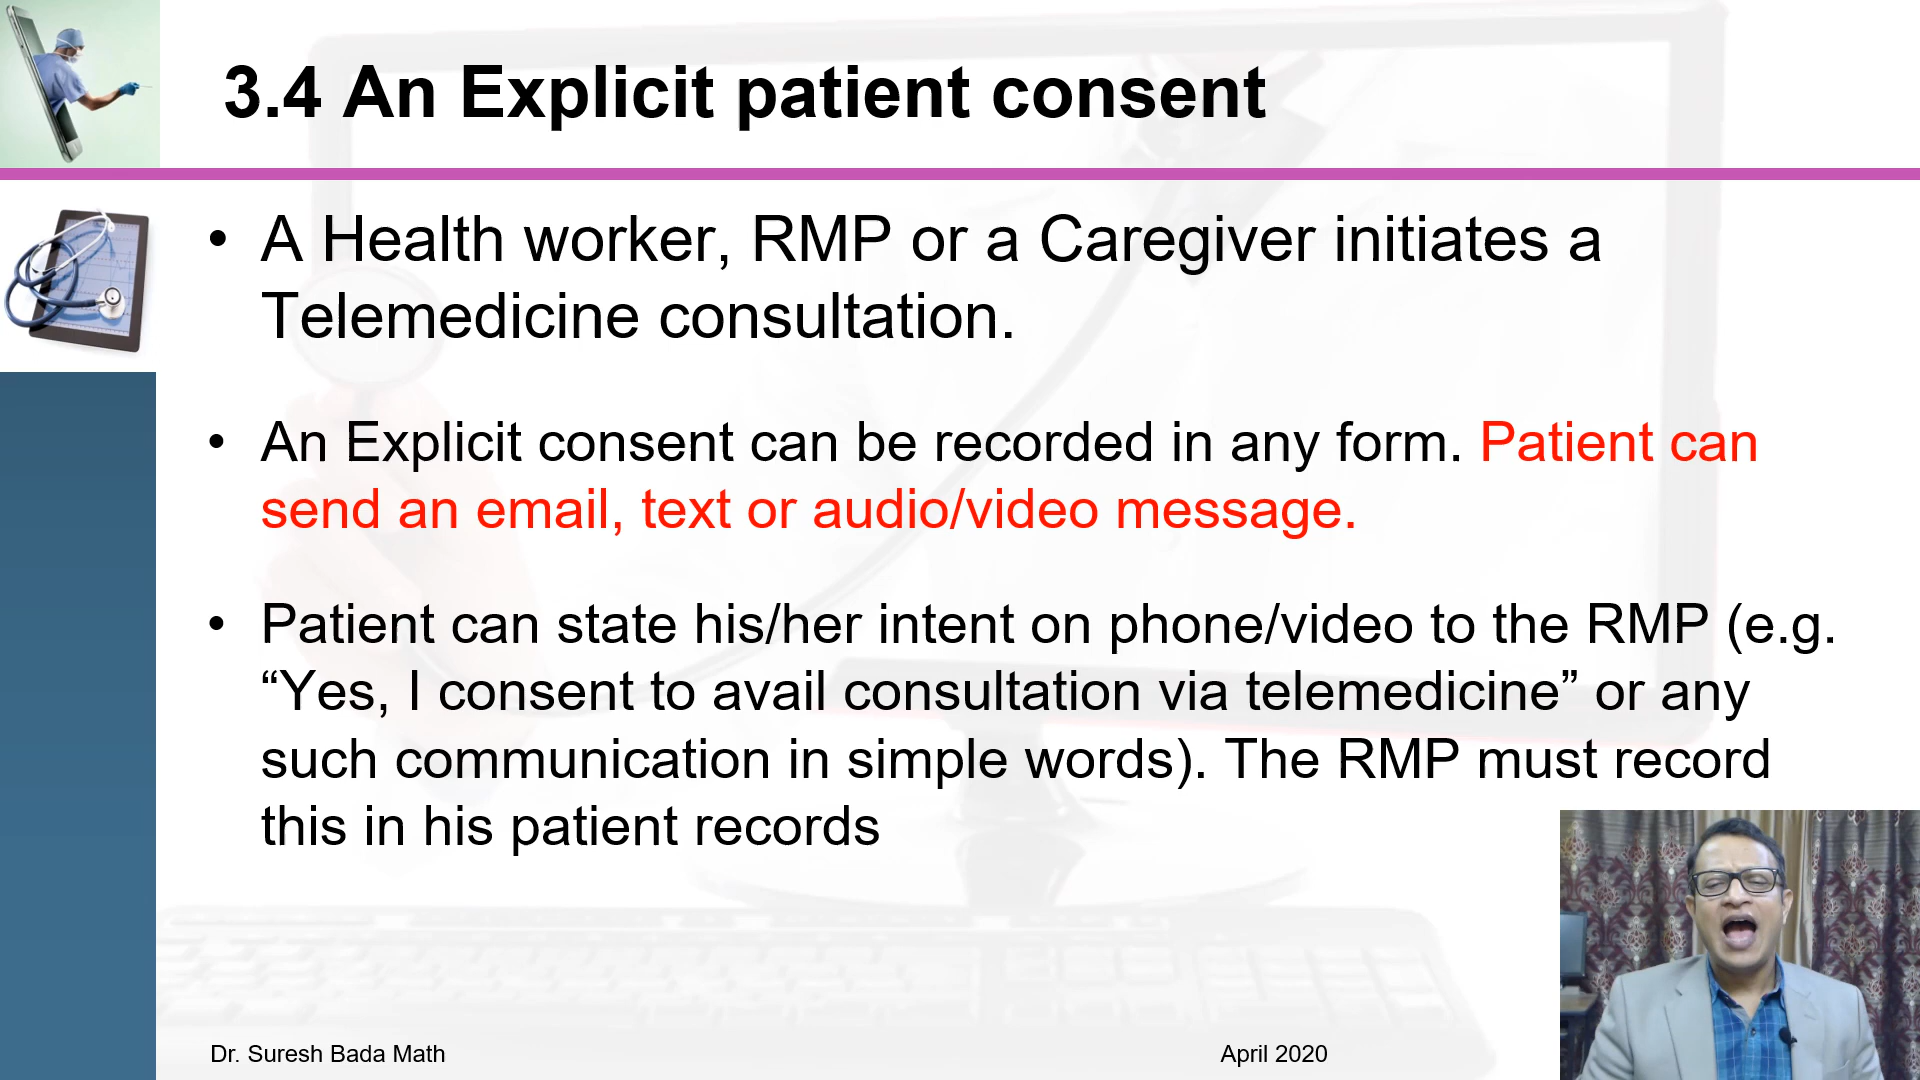 3.4 An Explicit patient consent
• A Health worker, RMP or a Caregiver initiates a
Telemedicine consultation.
• An Explicit consent can be recorded in any form. Patient can
send an email, text or audio/video message.
• Patient can state his/her intent on phone/video to the RMP (e.g.
“Yes, I consent to avail consultation via telemedicine” or any
such communication in simple words). The RMP must record
this in his patient records
Dr. Suresh Bada Math
April 2020